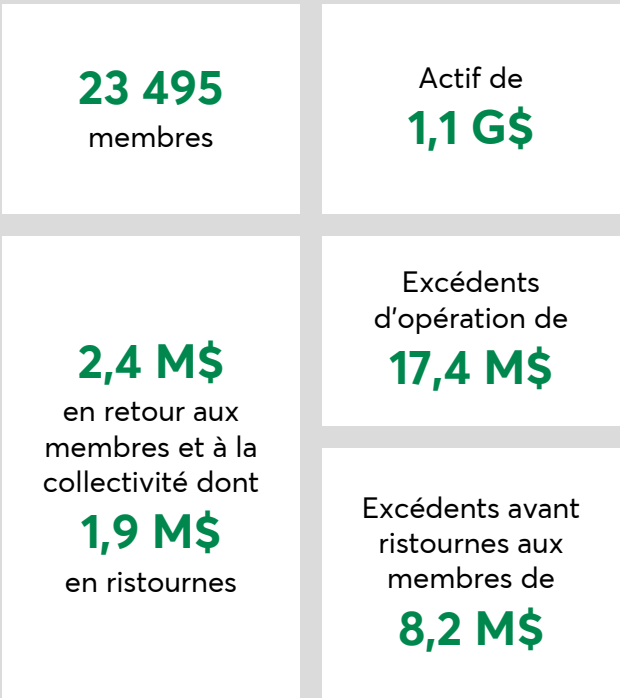 23 495
membres
Actif de
1,1 G$
2,4 M$
en retour aux
membres et à la
collectivité dont
1,9 M$
en ristournes
Excédents
d’opération de
17,4 M$
Excédents avant
ristournes aux
membres de
8,2 M$